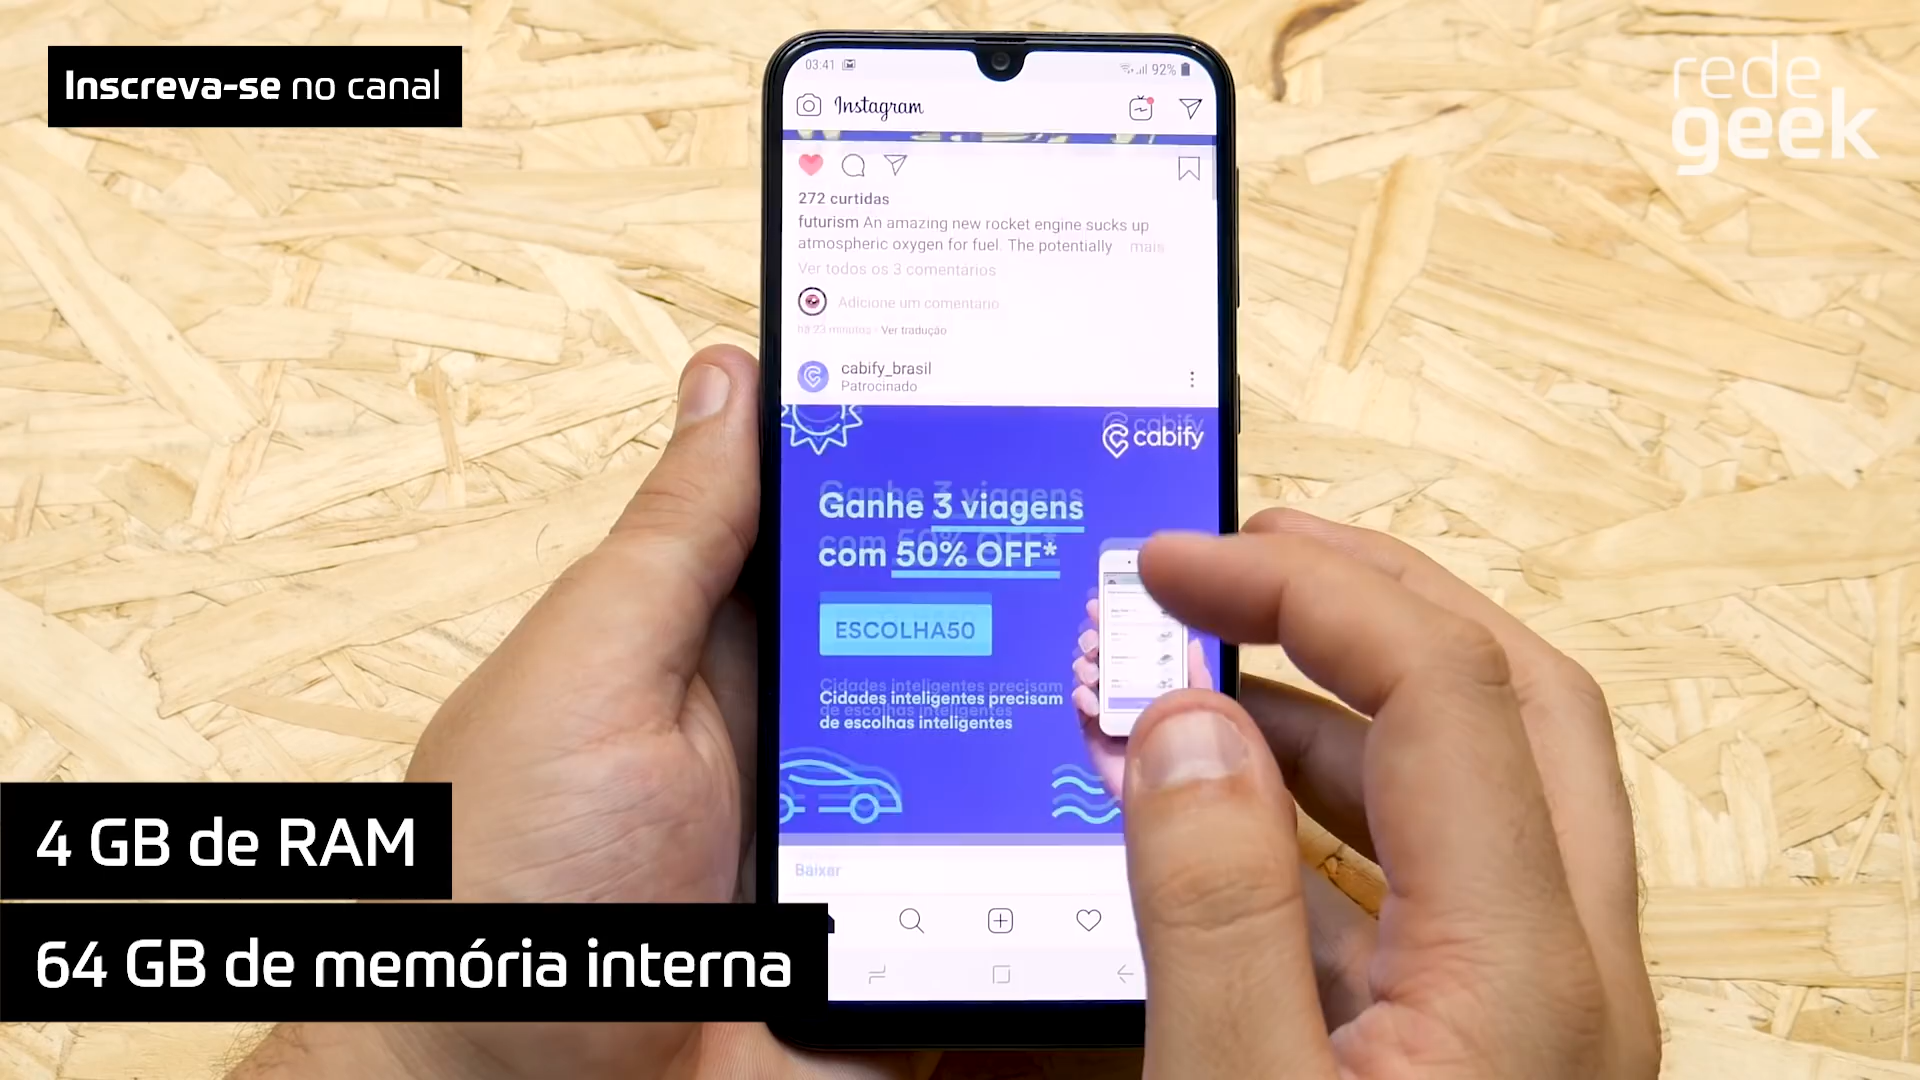 Inscreva-se no canal
rede
geek
03:41
92%
Instagram
272 curtidas
futurism An amazing new rocket engine sucks up
atmospheric oxygen for fuel. The potentially mais
Ver todos os 3 comentários
Adicione um comentário
há 23 minutos · Ver tradução
cabify_brasil
Patrocinado
cabify
Ganhe 3 viagens
com 50% OFF*
ESCOLHA50
Cidades inteligentes precisam
de escolhas inteligentes
Baixar
4 GB de RAM
64 GB de memória interna